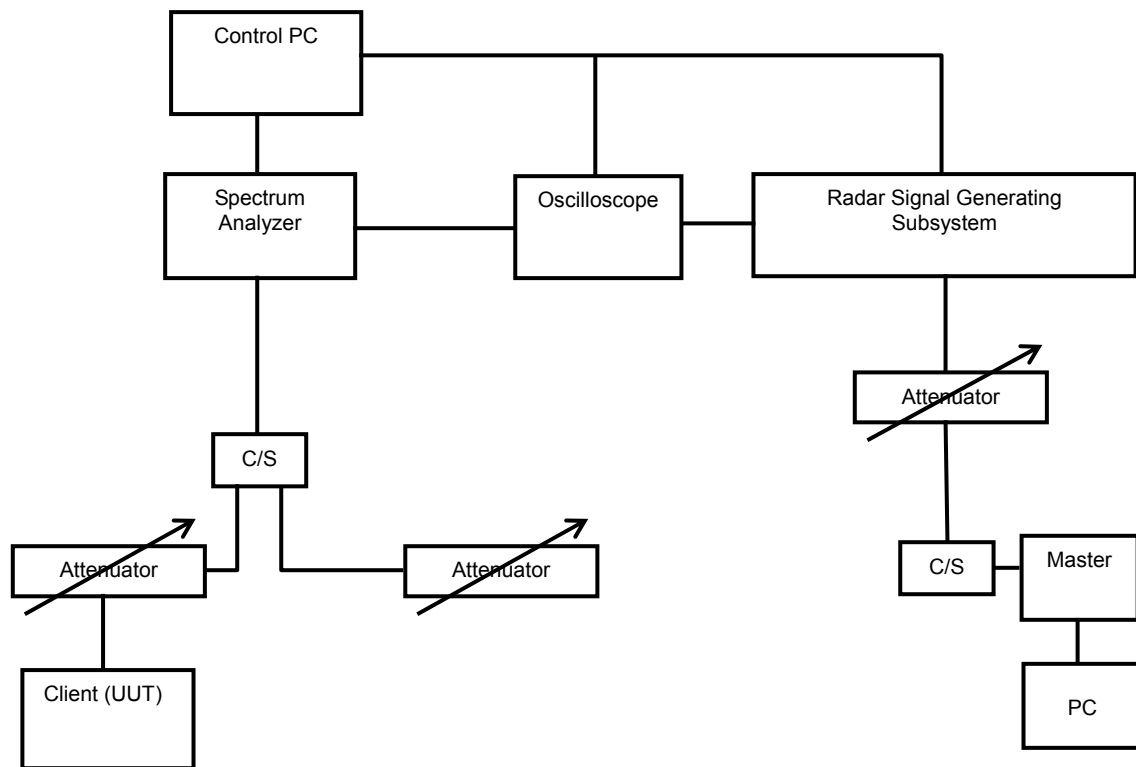 Control PC
Spectrum
Analyzer
Oscilloscope
Radar Signal Generating
Subsystem
Attenuator
C/S
Attenuator
Attenuator
C/S
Master
Client (UUT)
PC